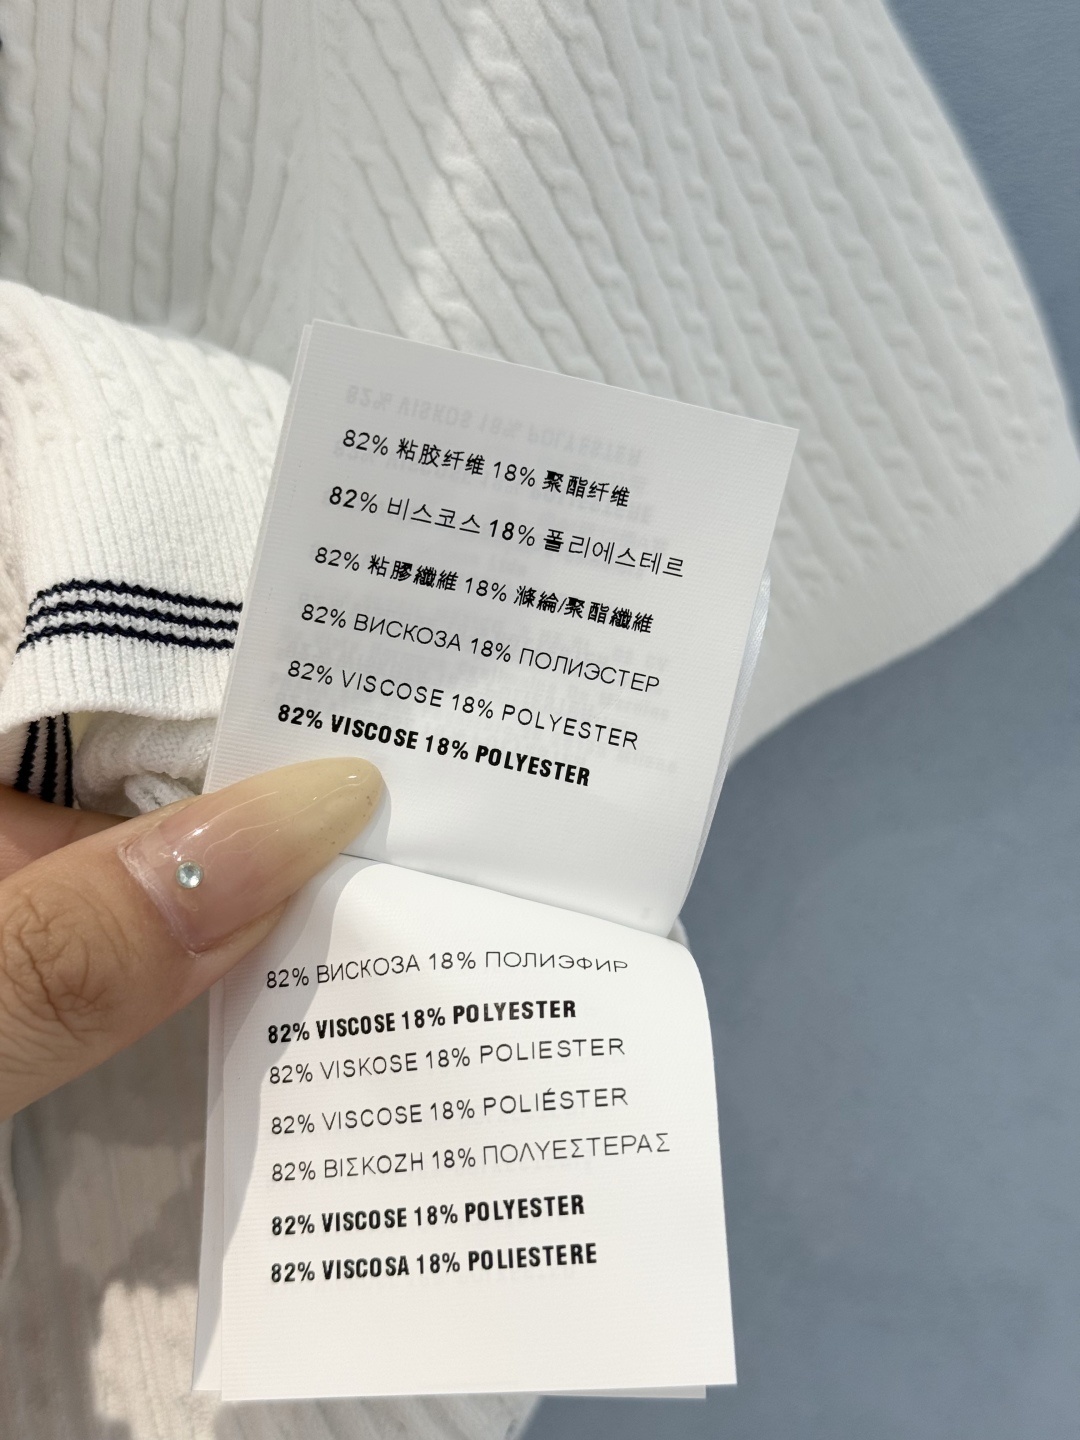 82% 粘胶纤维 18% 聚酯纤维
82% 비스코스 18% 폴리에스테르
82% 粘膠纖維 18% 滌綸/聚酯纖維
82% ВИСКОЗА 18% ПОЛИЭСТЕР
82% VISCOSE 18% POLYESTER
82% VISCOSE 18% POLYESTER
82% ВИСКОЗА 18% ПОЛИЭФИР
82% VISCOSE 18% POLYESTER
82% VISKOSE 18% POLIESTER
82% VISCOSE 18% POLIÉSTER
82% ΒΙΣΚΟΖΗ 18% ΠΟΛΥΕΣΤΕΡΑΣ
82% VISCOSE 18% POLYESTER
82% VISCOSA 18% POLIESTERE